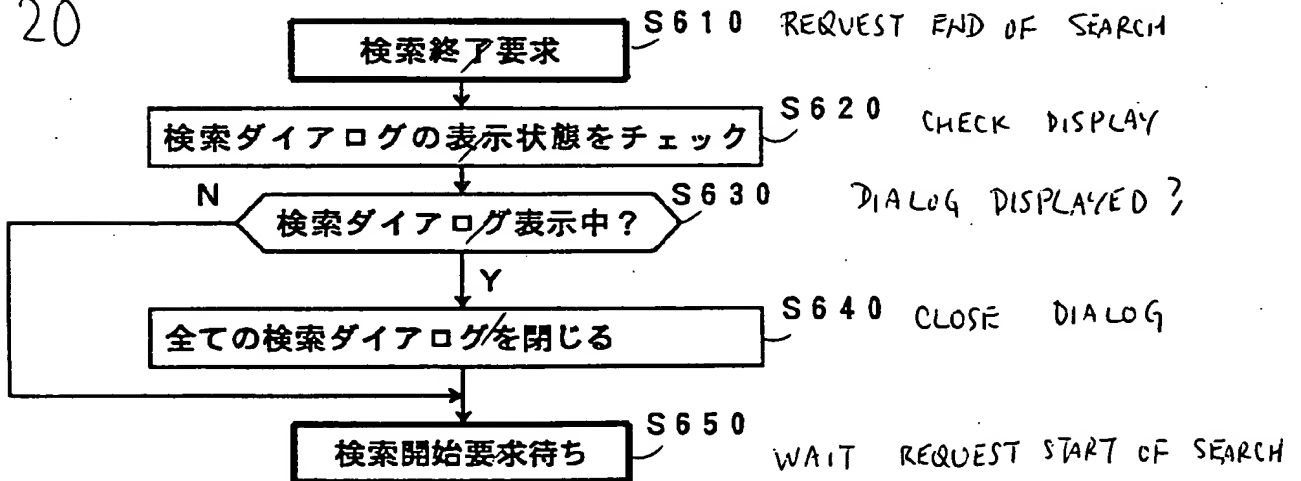 20
検索終了要求 S610 REQUEST END OF SEARCH
検索ダイアログの表示状態をチェック S620 CHECK DISPLAY
N 検索ダイアログ表示中? S630 DIALOG DISPLAYED?
Y
全ての検索ダイアログを閉じる S640 CLOSE DIALOG
検索開始要求待ち S650 WAIT REQUEST START OF SEARCH